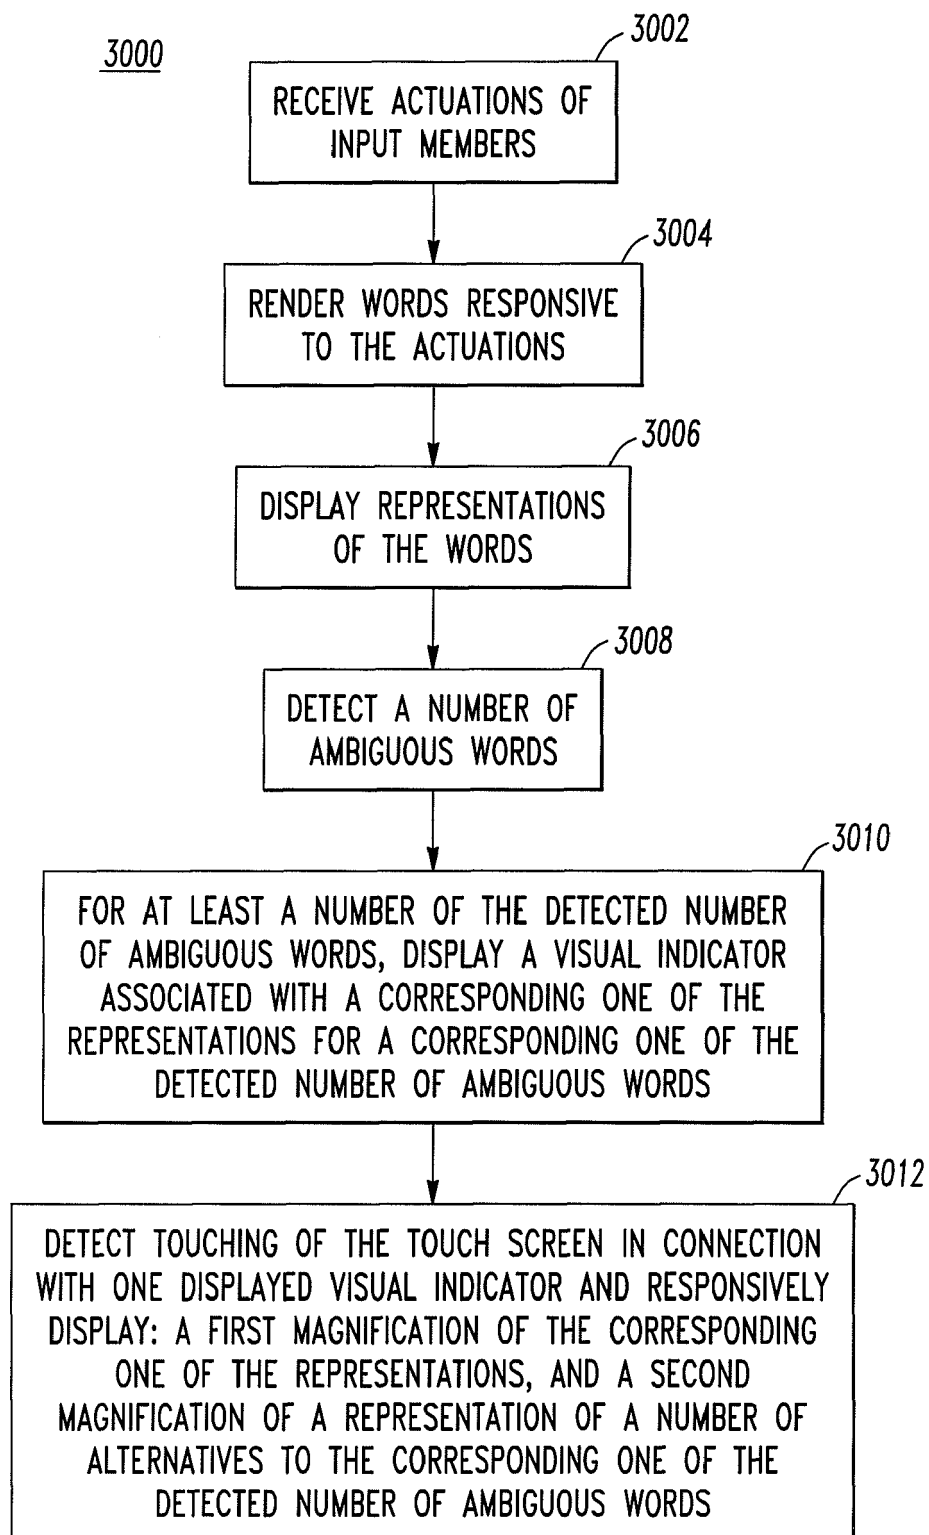 3000
3002
RECEIVE ACTUATIONS OF
INPUT MEMBERS
3004
RENDER WORDS RESPONSIVE
TO THE ACTUATIONS
3006
DISPLAY REPRESENTATIONS
OF THE WORDS
3008
DETECT A NUMBER OF
AMBIGUOUS WORDS
3010
FOR AT LEAST A NUMBER OF THE DETECTED NUMBER
OF AMBIGUOUS WORDS, DISPLAY A VISUAL INDICATOR
ASSOCIATED WITH A CORRESPONDING ONE OF THE
REPRESENTATIONS FOR A CORRESPONDING ONE OF THE
DETECTED NUMBER OF AMBIGUOUS WORDS
3012
DETECT TOUCHING OF THE TOUCH SCREEN IN CONNECTION
WITH ONE DISPLAYED VISUAL INDICATOR AND RESPONSIVELY
DISPLAY: A FIRST MAGNIFICATION OF THE CORRESPONDING
ONE OF THE REPRESENTATIONS, AND A SECOND
MAGNIFICATION OF A REPRESENTATION OF A NUMBER OF
ALTERNATIVES TO THE CORRESPONDING ONE OF THE
DETECTED NUMBER OF AMBIGUOUS WORDS